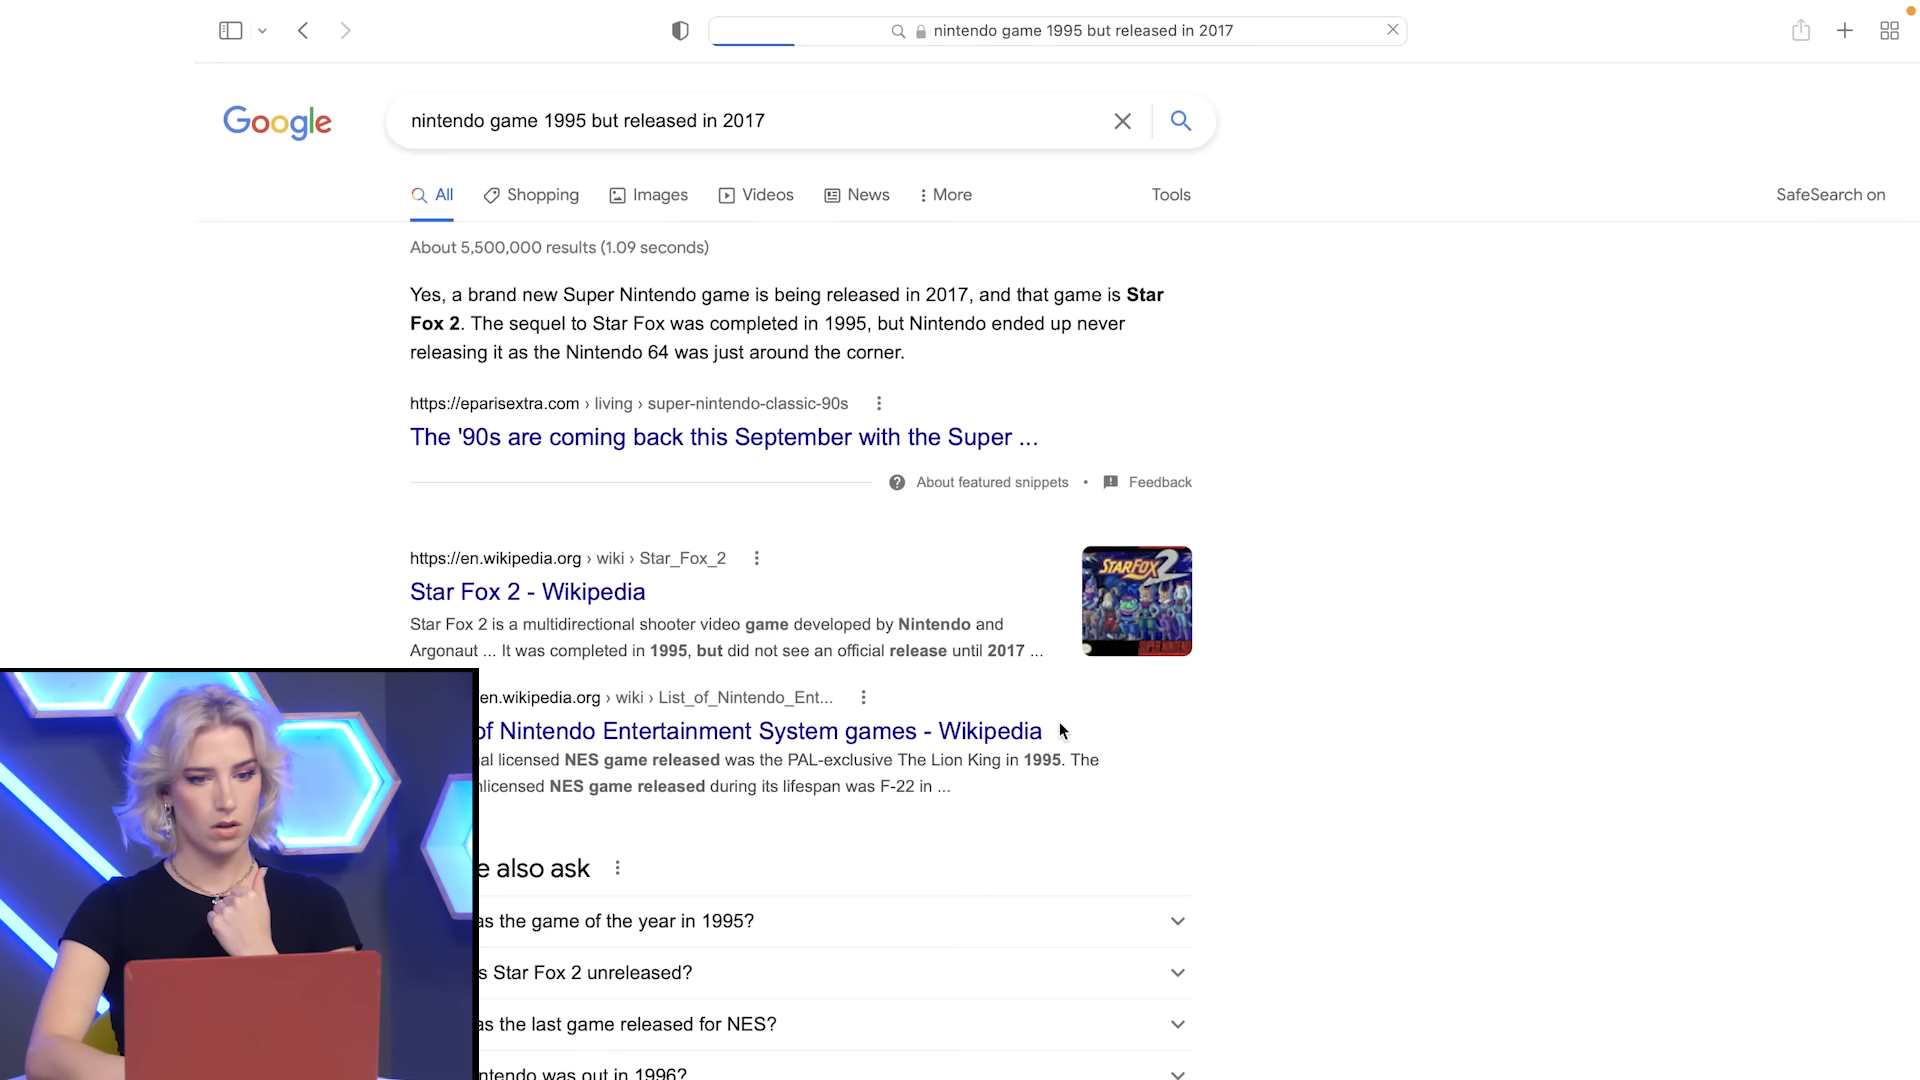 nintendo game 1995 but released in 2017
Google
nintendo game 1995 but released in 2017
All
Shopping
Images
Videos
News
More
Tools
SafeSearch on
About 5,500,000 results (1.09 seconds)
Yes, a brand new Super Nintendo game is being released in 2017, and that game is Star
Fox 2. The sequel to Star Fox was completed in 1995, but Nintendo ended up never
releasing it as the Nintendo 64 was just around the corner.
https://eparisextra.com › living › super-nintendo-classic-90s
The '90s are coming back this September with the Super ...
About featured snippets • Feedback
https://en.wikipedia.org › wiki › Star_Fox_2
Star Fox 2 - Wikipedia
Star Fox 2 is a multidirectional shooter video game developed by Nintendo and
Argonaut ... It was completed in 1995, but did not see an official release until 2017 ...
STARFOX 2
SUPER NINTENDO
en.wikipedia.org › wiki › List_of_Nintendo_Ent...
of Nintendo Entertainment System games - Wikipedia
al licensed NES game released was the PAL-exclusive The Lion King in 1995. The
nlicensed NES game released during its lifespan was F-22 in ...
e also ask
as the game of the year in 1995?
s Star Fox 2 unreleased?
as the last game released for NES?
ntendo was out in 1996?